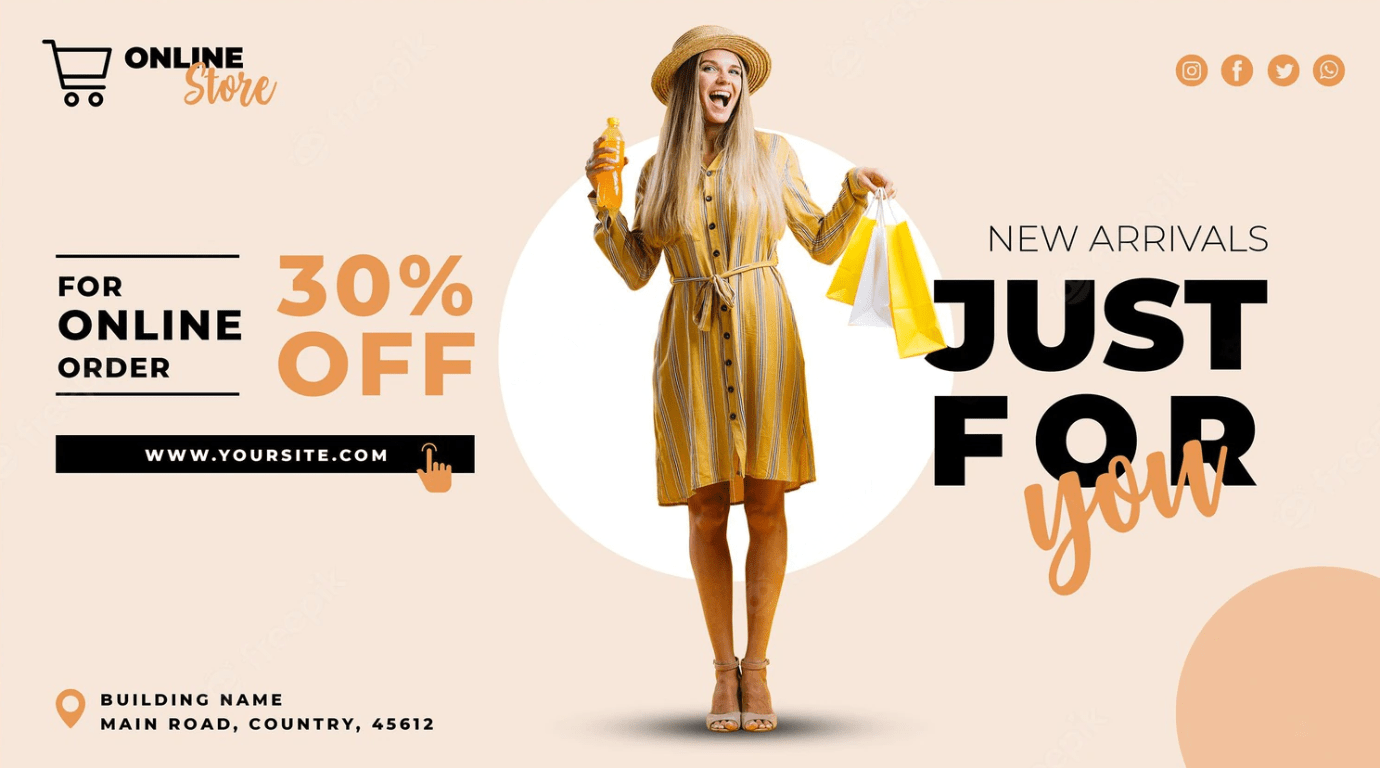 ONLINE
Store
FOR
ONLINE
ORDER
30%
OFF
WWW.YOURSITE.COM
NEW ARRIVALS
JUST
FOR
you
BUILDING NAME
MAIN ROAD, COUNTRY, 45612
freepik